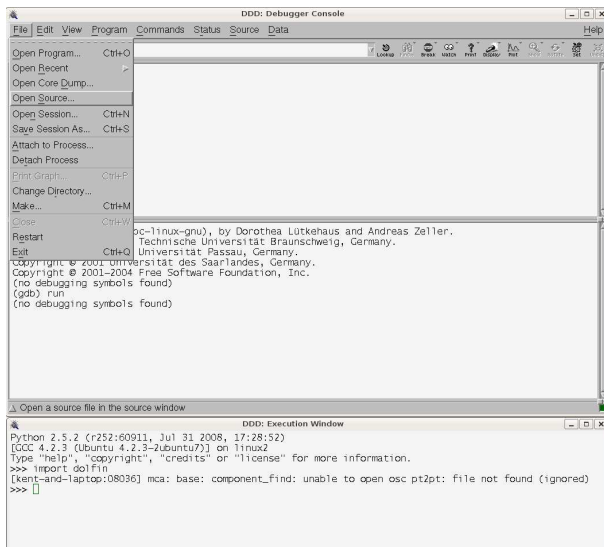 DDD: Debugger Console
File Edit View Program Commands Status Source Data Help
Open Program... Ctrl+O
Lookup Break Watch Print Display Plot Set
Open Recent
Open Core Dump...
Open Source...
Open Session... Ctrl+N
Save Session As... Ctrl+S
Attach to Process...
Detach Process
Print Graph... Ctrl+P
Change Directory...
Make... Ctrl+M
Close Ctrl+W
Restart
Exit Ctrl+Q
oc-linux-gnu), by Dorothea Lütkehaus and Andreas Zeller.
Technische Universität Braunschweig, Germany.
Universität Passau, Germany.
Copyright © 2001 Universität des Saarlandes, Germany.
Copyright © 2001-2004 Free Software Foundation, Inc.
(no debugging symbols found)
(gdb) run
(no debugging symbols found)
Open a source file in the source window
DDD: Execution Window
Python 2.5.2 (r252:60911, Jul 31 2008, 17:28:52)
[GCC 4.2.3 (Ubuntu 4.2.3-2ubuntu7)] on linux2
Type "help", "copyright", "credits" or "license" for more information.
>>> import dolfin
[kent-and-laptop:08036] mca: base: component_find: unable to open osc pt2pt: file not found (ignored)
>>>